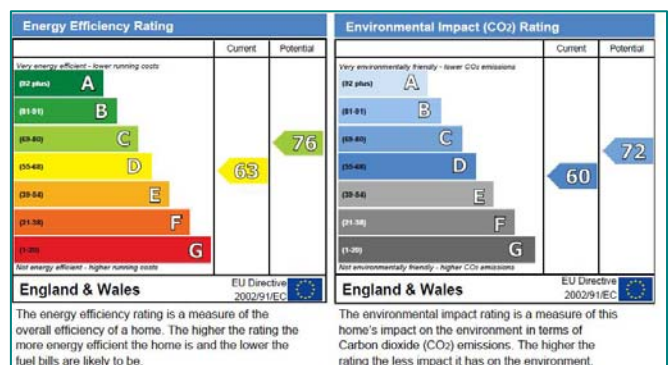 Energy Efficiency Rating
Current Potential
Very energy efficient - lower running costs
(92 plus) A
(81-91) B
(69-80) C
76
(55-68) D
63
(39-54) E
(21-38) F
(1-20) G
Not energy efficient - higher running costs
England & Wales
EU Directive
2002/91/EC
The energy efficiency rating is a measure of the
overall efficiency of a home. The higher the rating the
more energy efficient the home is and the lower the
fuel bills are likely to be.
Environmental Impact (CO2) Rating
Current Potential
Very environmentally friendly - lower CO2 emissions
(92 plus) A
(81-91) B
(69-80) C
72
(55-68) D
60
(39-54) E
(21-38) F
(1-20) G
Not environmentally friendly - higher CO2 emissions
England & Wales
EU Directive
2002/91/EC
The environmental impact rating is a measure of this
home's impact on the environment in terms of
Carbon dioxide (CO2) emissions. The higher the
rating the less impact it has on the environment.